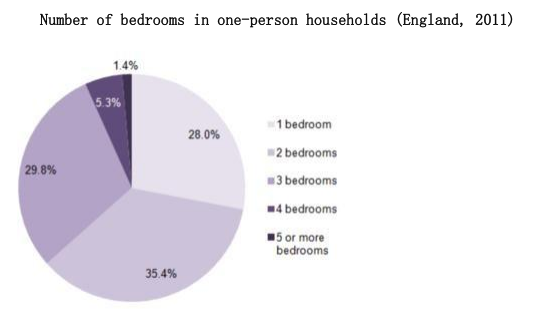 Number of bedrooms in one-person households (England, 2011)
1.4%
5.3%
28.0%
29.8%
35.4%
1 bedroom
2 bedrooms
3 bedrooms
4 bedrooms
5 or more
bedrooms